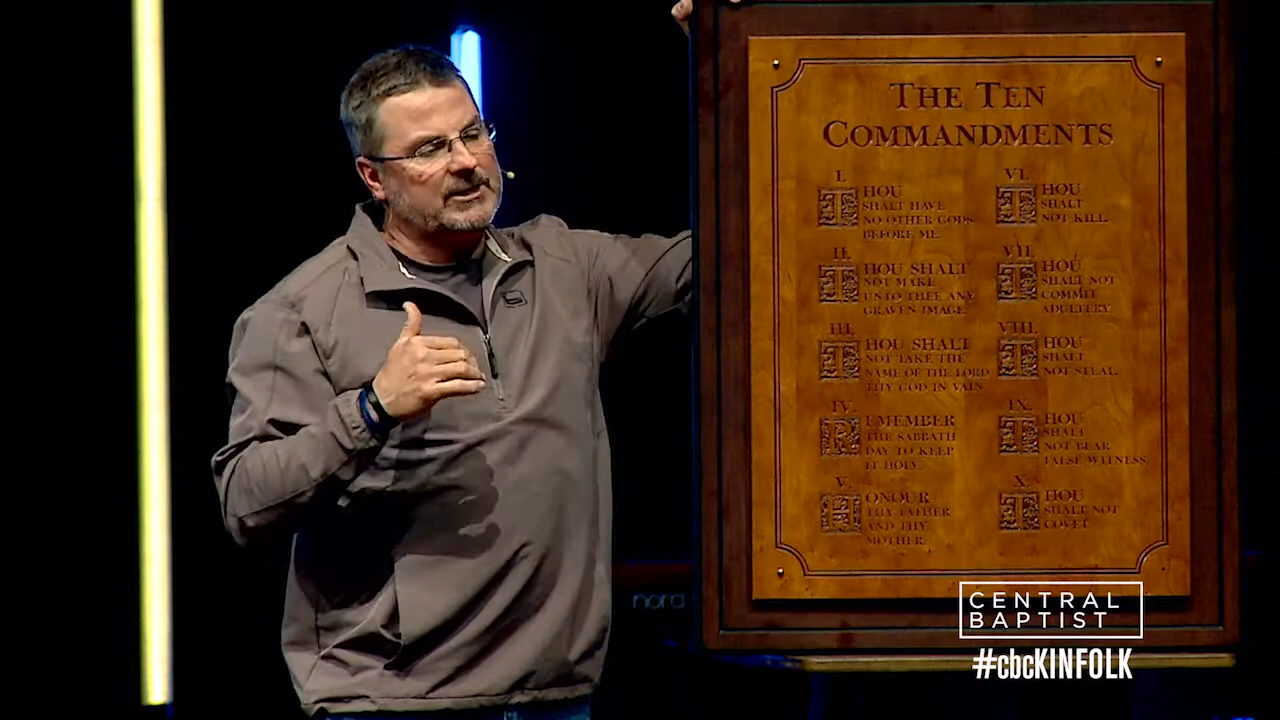 THE TEN
COMMANDMENTS
I.
THOU
SHALT HAVE
NO OTHER GODS
BEFORE ME.
II.
THOU SHALT
NOT MAKE
UNTO THEE ANY
GRAVEN IMAGE
III.
THOU SHALT
NOT TAKE THE
NAME OF THE LORD
THY GOD IN VAIN
IV.
REMEMBER
THE SABBATH
DAY TO KEEP
IT HOLY.
V.
HONOUR
THY FATHER
AND THY
MOTHER.
VI.
THOU
SHALT
NOT KILL.
VII.
THOU
SHALT NOT
COMMIT
ADULTERY.
VIII.
THOU
SHALT
NOT STEAL.
IX.
THOU
SHALT
NOT BEAR
FALSE WITNESS.
X.
THOU
SHALT NOT
COVET.
nord
CENTRAL
BAPTIST
#cbcKINFOLK